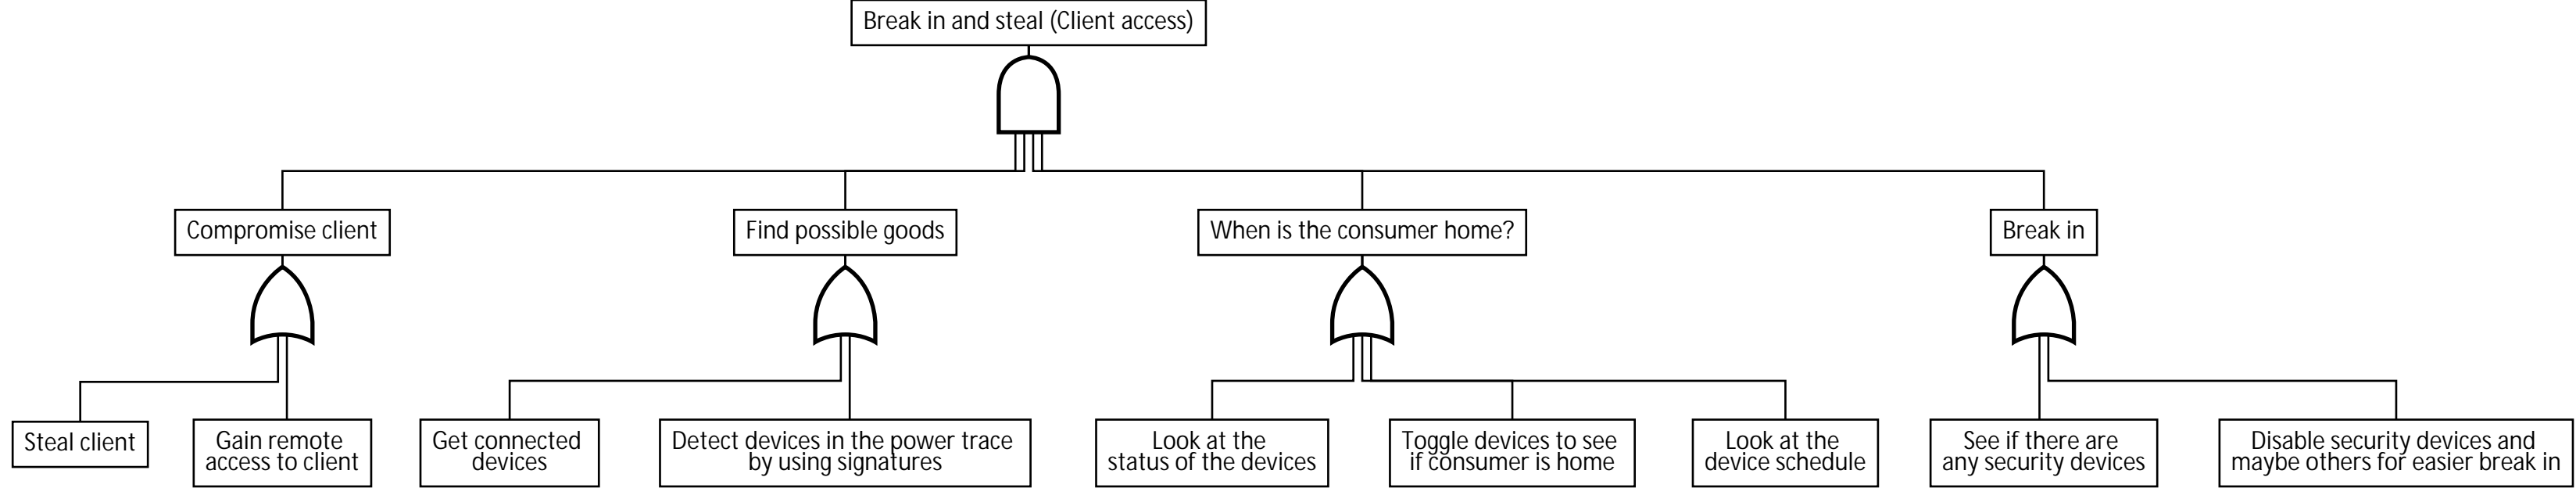 Break in and steal (Client access)
Compromise client
Find possible goods
When is the consumer home?
Break in
Steal client
Gain remote
access to client
Get connected
devices
Detect devices in the power trace
by using signatures
Look at the
status of the devices
Toggle devices to see
if consumer is home
Look at the
device schedule
See if there are
any security devices
Disable security devices and
maybe others for easier break in